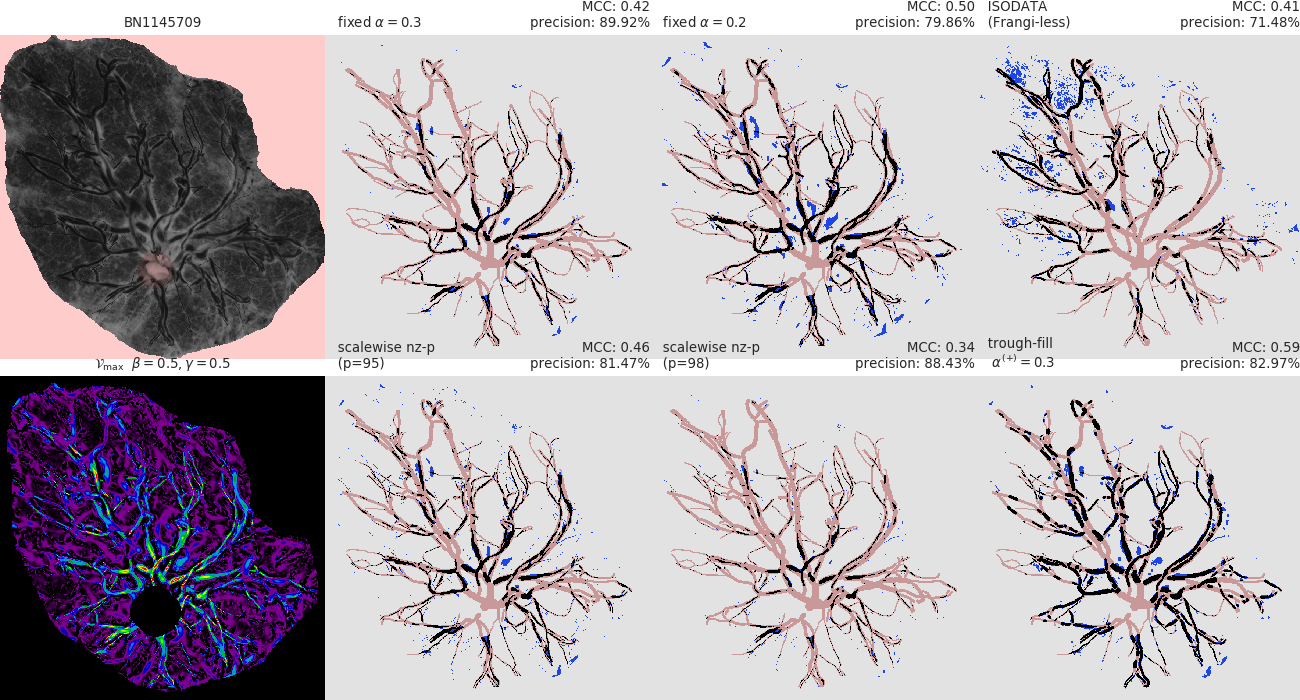 BN1145709
fixed α = 0.3
MCC: 0.42
precision: 89.92%
fixed α = 0.2
MCC: 0.50
precision: 79.86%
ISODATA
(Frangi-less)
MCC: 0.41
precision: 71.48%
𝒱max β = 0.5, γ = 0.5
scalewise nz-p
(p=95)
MCC: 0.46
precision: 81.47%
scalewise nz-p
(p=98)
MCC: 0.34
precision: 88.43%
trough-fill
α(+) = 0.3
MCC: 0.59
precision: 82.97%